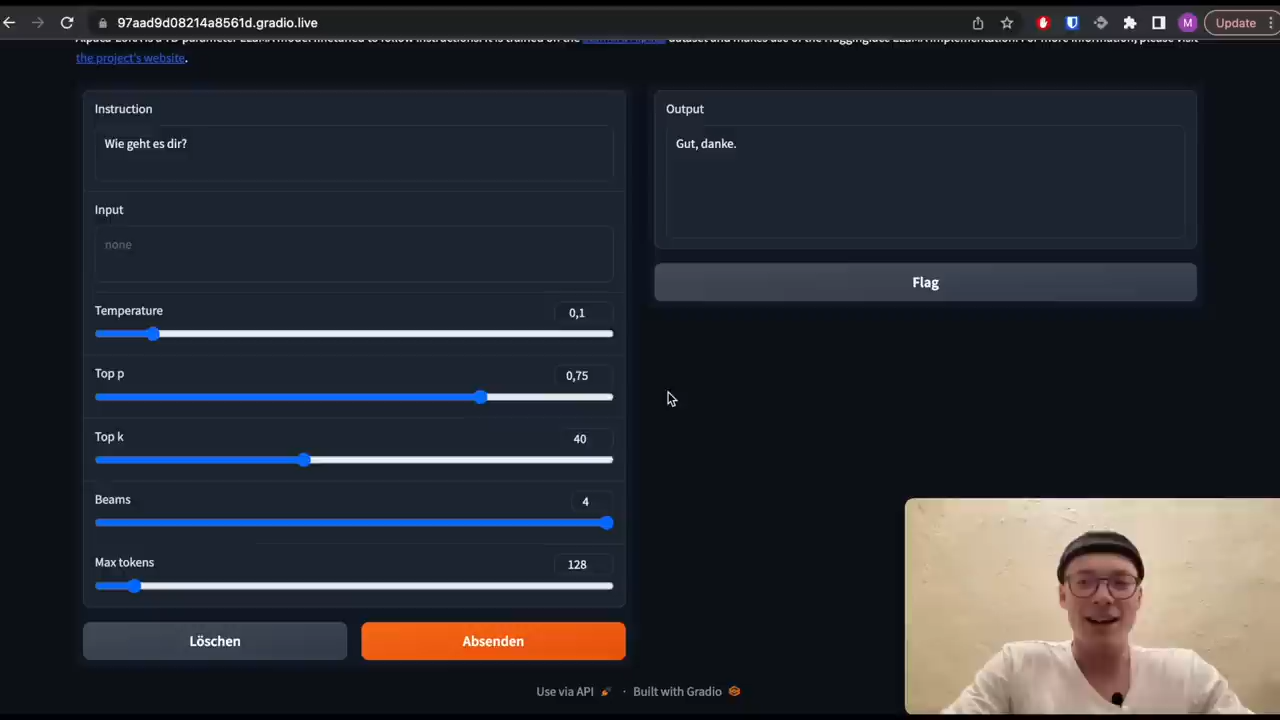 97aad9d08214a8561d.gradio.live
M
Update
the project's website.
Instruction
Wie geht es dir?
Input
none
Temperature
0,1
Top p
0,75
Top k
40
Beams
4
Max tokens
128
Löschen
Absenden
Output
Gut, danke.
Flag
Use via API · Built with Gradio